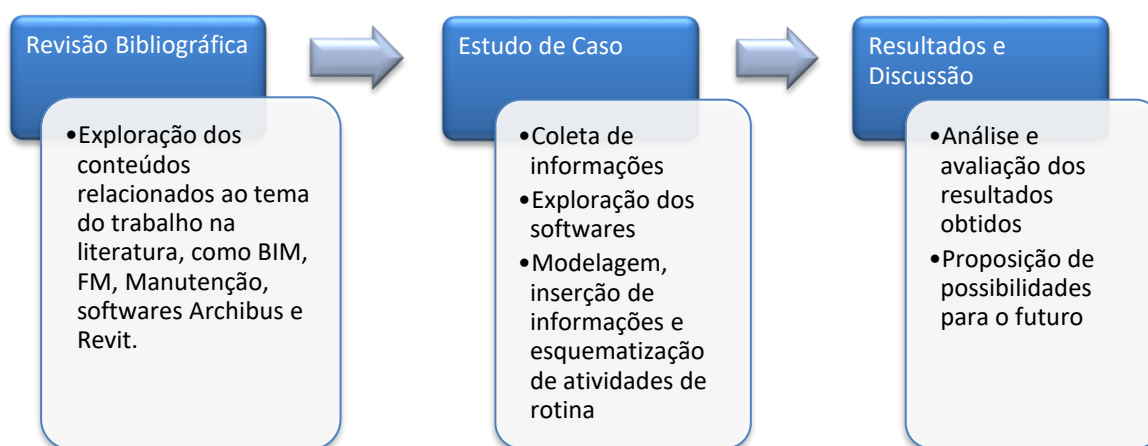 Revisão Bibliográfica
•Exploração dos
conteúdos
relacionados ao tema
do trabalho na
literatura, como BIM,
FM, Manutenção,
softwares Archibus e
Revit.
Estudo de Caso
•Coleta de
informações
•Exploração dos
softwares
•Modelagem,
inserção de
informações e
esquematização
de atividades de
rotina
Resultados e
Discussão
•Análise e
avaliação dos
resultados
obtidos
•Proposição de
possibilidades
para o futuro